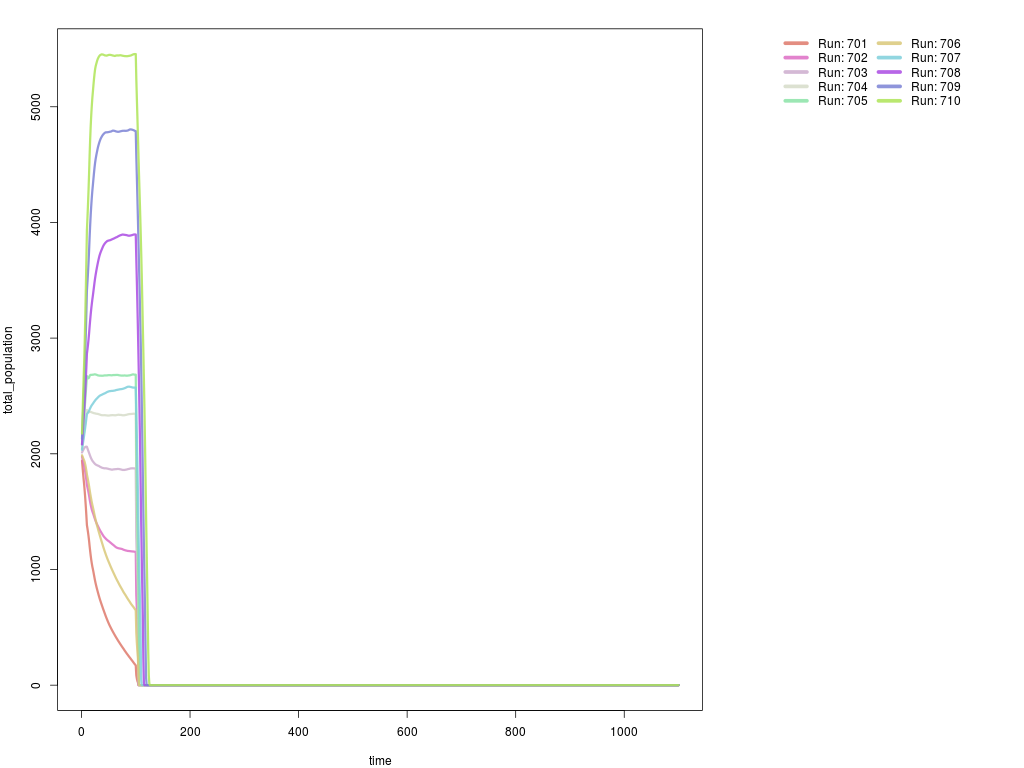 Run: 701
Run: 702
Run: 703
Run: 704
Run: 705
Run: 706
Run: 707
Run: 708
Run: 709
Run: 710
total_population
5000
4000
3000
2000
1000
0
0 200 400 600 800 1000
time